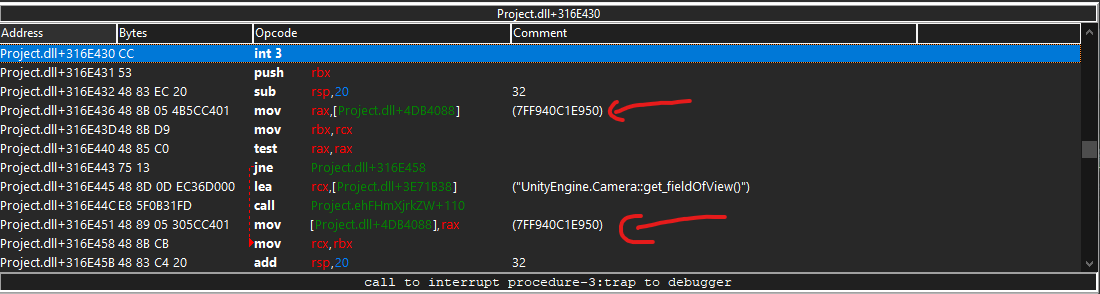 Project.dll+316E430
Address Bytes Opcode Comment
Project.dll+316E430 CC int 3
Project.dll+316E431 53 push rbx
Project.dll+316E432 48 83 EC 20 sub rsp,20 32
Project.dll+316E436 48 8B 05 4B5CC401 mov rax,[Project.dll+4DB4088] (7FF940C1E950)
Project.dll+316E43D 48 8B D9 mov rbx,rcx
Project.dll+316E440 48 85 C0 test rax,rax
Project.dll+316E443 75 13 jne Project.dll+316E458
Project.dll+316E445 48 8D 0D EC36D000 lea rcx,[Project.dll+3E71B38] ("UnityEngine.Camera::get_fieldOfView()")
Project.dll+316E44C E8 5F0B31FD call Project.ehFHmXjrkZW+110
Project.dll+316E451 48 89 05 305CC401 mov [Project.dll+4DB4088],rax (7FF940C1E950)
Project.dll+316E458 48 8B CB mov rcx,rbx
Project.dll+316E45B 48 83 C4 20 add rsp,20 32
call to interrupt procedure-3:trap to debugger